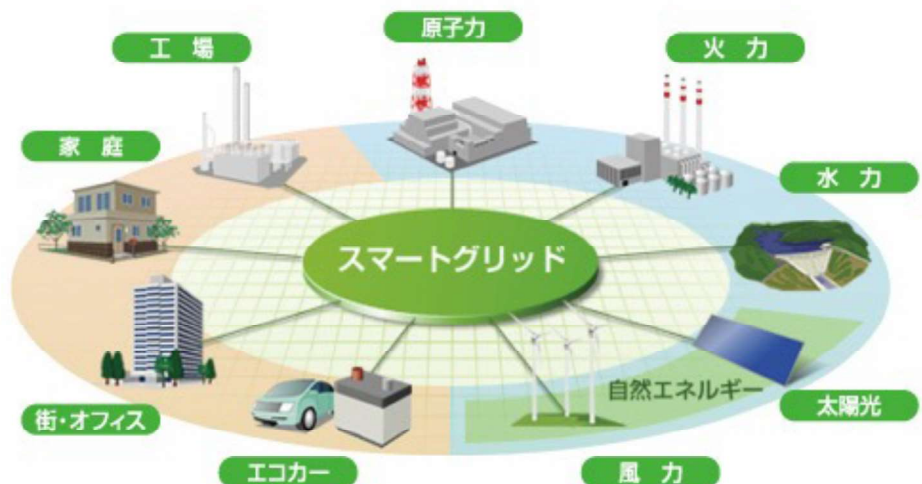 原子力
工場
火力
家庭
水力
スマートグリッド
自然エネルギー
太陽光
街・オフィス
エコカー
風力